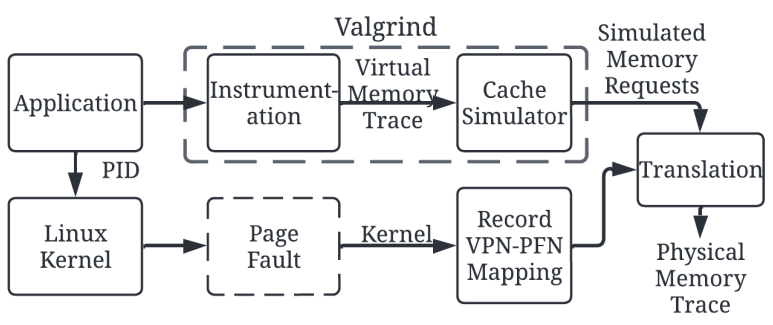 Valgrind
Application
Instrument-
ation
Virtual
Memory
Trace
Cache
Simulator
Simulated
Memory
Requests
PID
Translation
Linux
Kernel
Page
Fault
Kernel
Record
VPN-PFN
Mapping
Physical
Memory
Trace